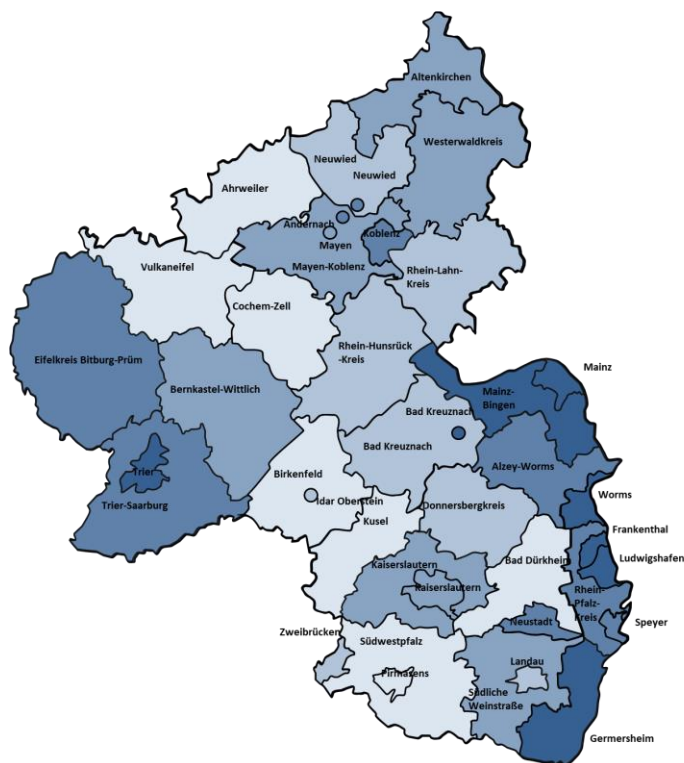 Altenkirchen
Westerwaldkreis
Neuwied
Neuwied
Ahrweiler
Andernach
Koblenz
Mayen
Mayen-Koblenz
Vulkaneifel
Rhein-Lahn-
Kreis
Cochem-Zell
Rhein-Hunsrück
-Kreis
Eifelkreis Bitburg-Prüm
Bernkastel-Wittlich
Mainz
Mainz-
Bingen
Bad Kreuznach
Bad Kreuznach
Alzey-Worms
Trier
Birkenfeld
Idar Oberstein
Trier-Saarburg
Donnersbergkreis
Worms
Kusel
Frankenthal
Kaiserslautern
Bad Dürkheim
Ludwigshafen
Kaiserslautern
Rhein-
Pfalz-
Kreis
Neustadt
Speyer
Zweibrücken
Südwestpfalz
Landau
Pirmasens
Südliche
Weinstraße
Germersheim